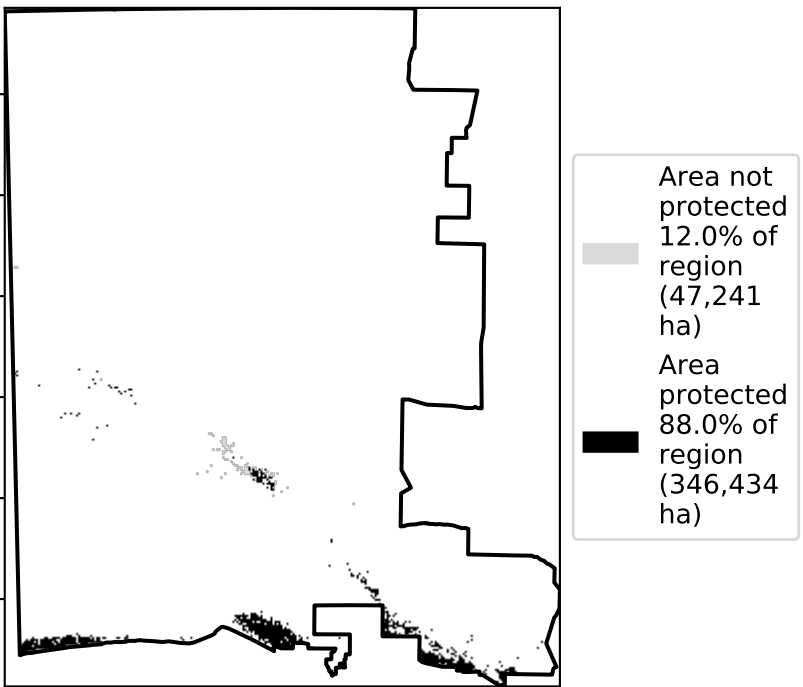 Area not
protected
12.0% of
region
(47,241
ha)
Area
protected
88.0% of
region
(346,434
ha)